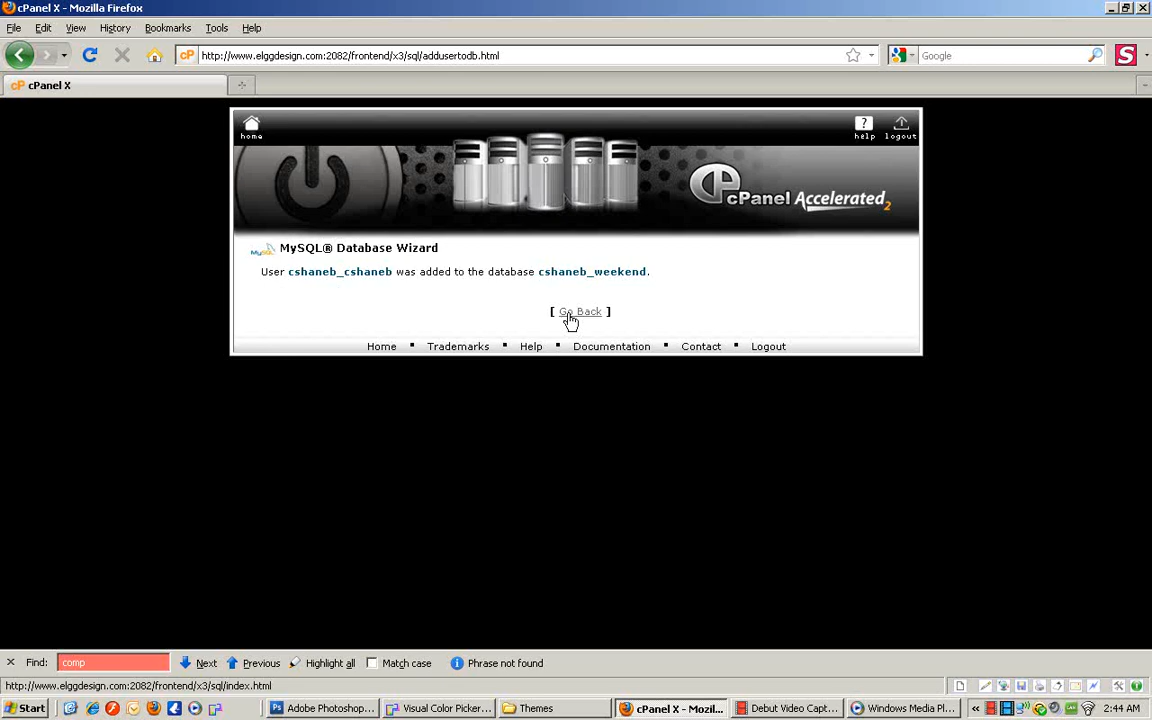 cPanel X - Mozilla Firefox
File Edit View History Bookmarks Tools Help
cP http://www.elggdesign.com:2082/frontend/x3/sql/addusertodb.html Google S
cP cPanel X
home ? help logout
cPanel Accelerated2
MySQL MySQL® Database Wizard
User cshaneb_cshaneb was added to the database cshaneb_weekend.
[ Go Back ]
Home ▪ Trademarks ▪ Help ▪ Documentation ▪ Contact ▪ Logout
Find: comp Next Previous Highlight all Match case Phrase not found
http://www.elggdesign.com:2082/frontend/x3/sql/index.html
Start Adobe Photoshop... Visual Color Picker... Themes cPanel X - Mozil... Debut Video Capt... Windows Media Pl... « 2:44 AM